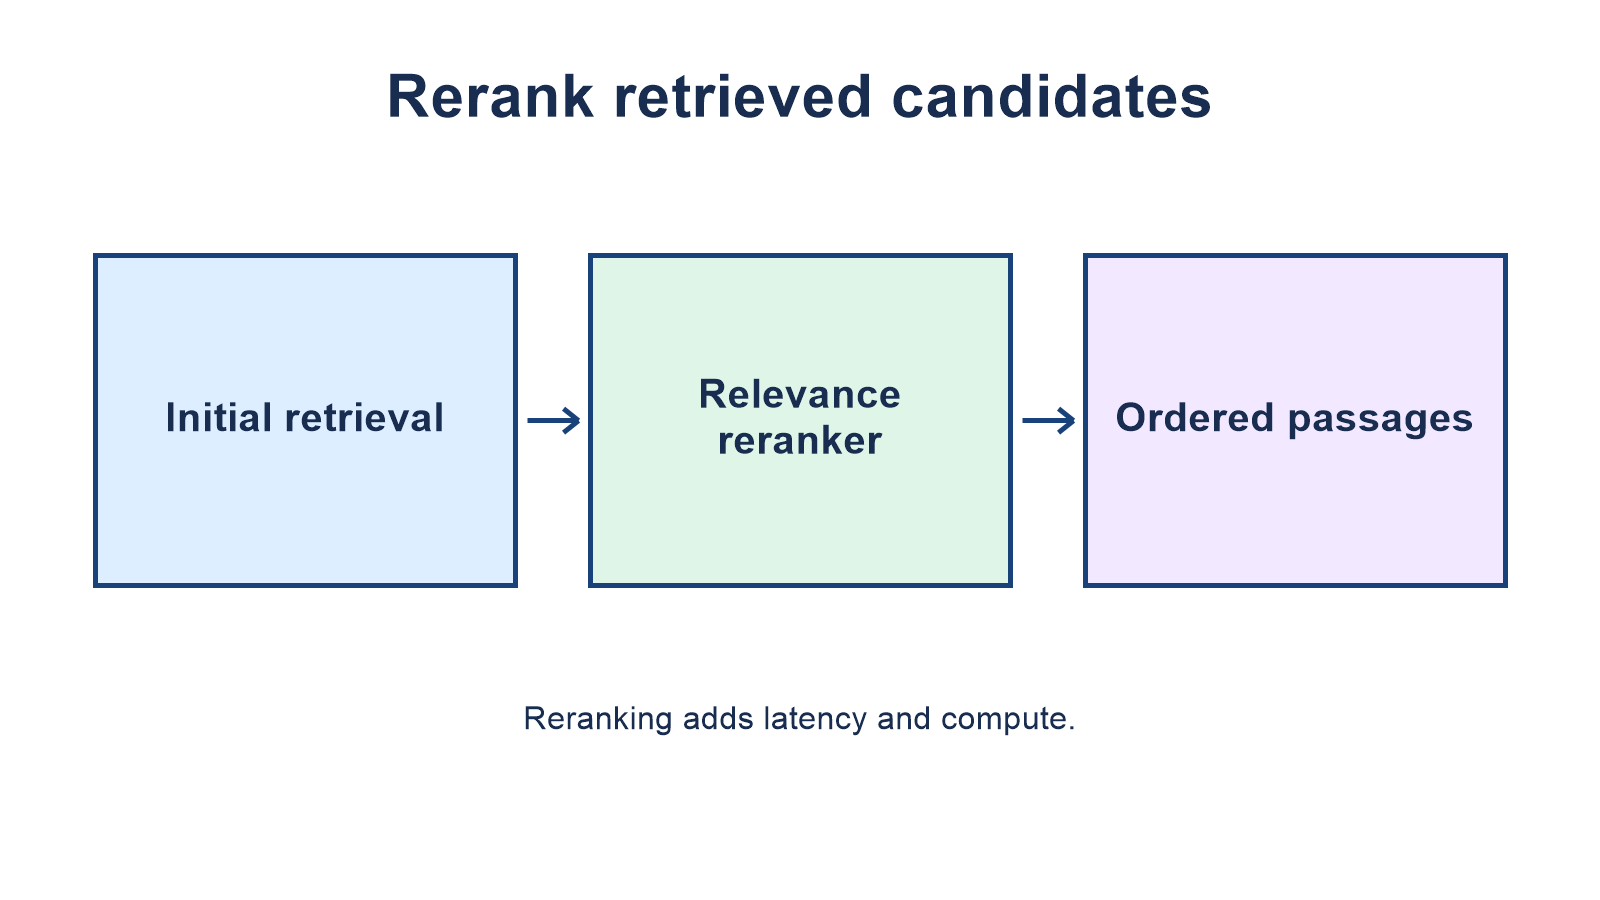 Rerank retrieved candidates
Initial retrieval
Relevance
reranker
Ordered passages
Reranking adds latency and compute.